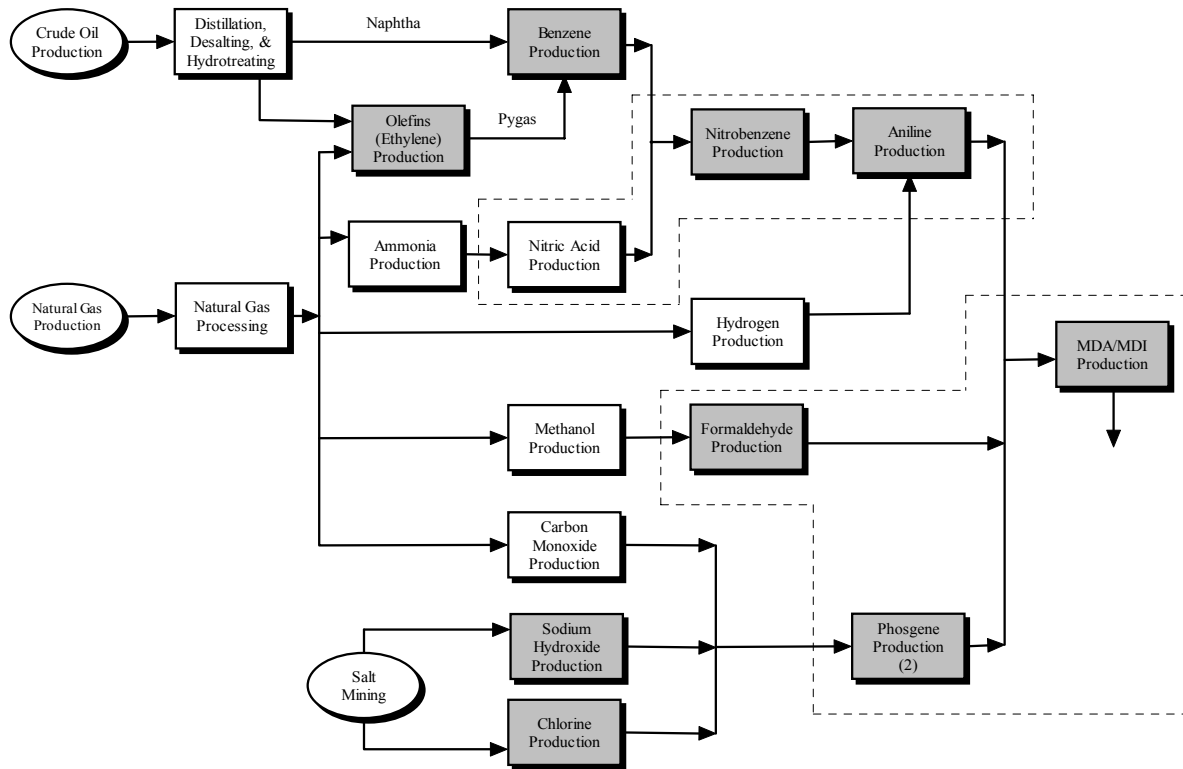 Crude Oil
Production
Distillation,
Desalting, &
Hydrotreating
Naphtha
Benzene
Production
Olefins
(Ethylene)
Production
Pygas
Nitrobenzene
Production
Aniline
Production
Ammonia
Production
Nitric Acid
Production
Natural Gas
Production
Natural Gas
Processing
Hydrogen
Production
MDA/MDI
Production
Methanol
Production
Formaldehyde
Production
Carbon
Monoxide
Production
Sodium
Hydroxide
Production
Phosgene
Production
(2)
Salt
Mining
Chlorine
Production